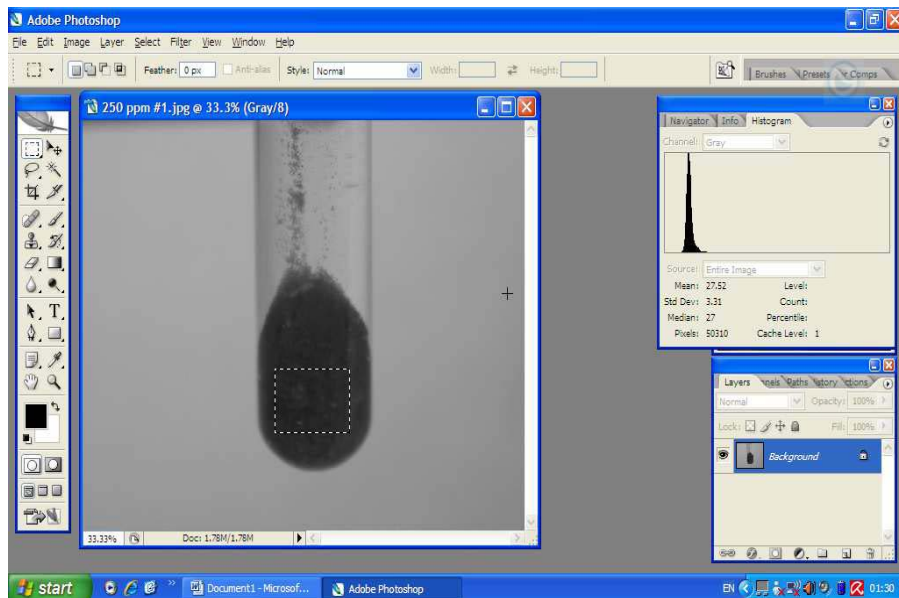 Adobe Photoshop
File Edit Image Layer Select Filter View Window Help
Feather: 0 px Anti-alias Style: Normal Width: Height: Brushes Presets Comps
250 ppm #1.jpg @ 33.3% (Gray/8)
Navigator Info Histogram
Channel: Gray
Source: Entire Image
Mean: 27.52 Level:
Std Dev: 3.31 Count:
Median: 27 Percentile:
Pixels: 50310 Cache Level: 1
T
Layers Paths
Normal Opacity: 100%
Lock: Fill: 100%
Background
33.33% Doc: 1.78M/1.78M
start Document1 - Microsof... Adobe Photoshop EN 01:30